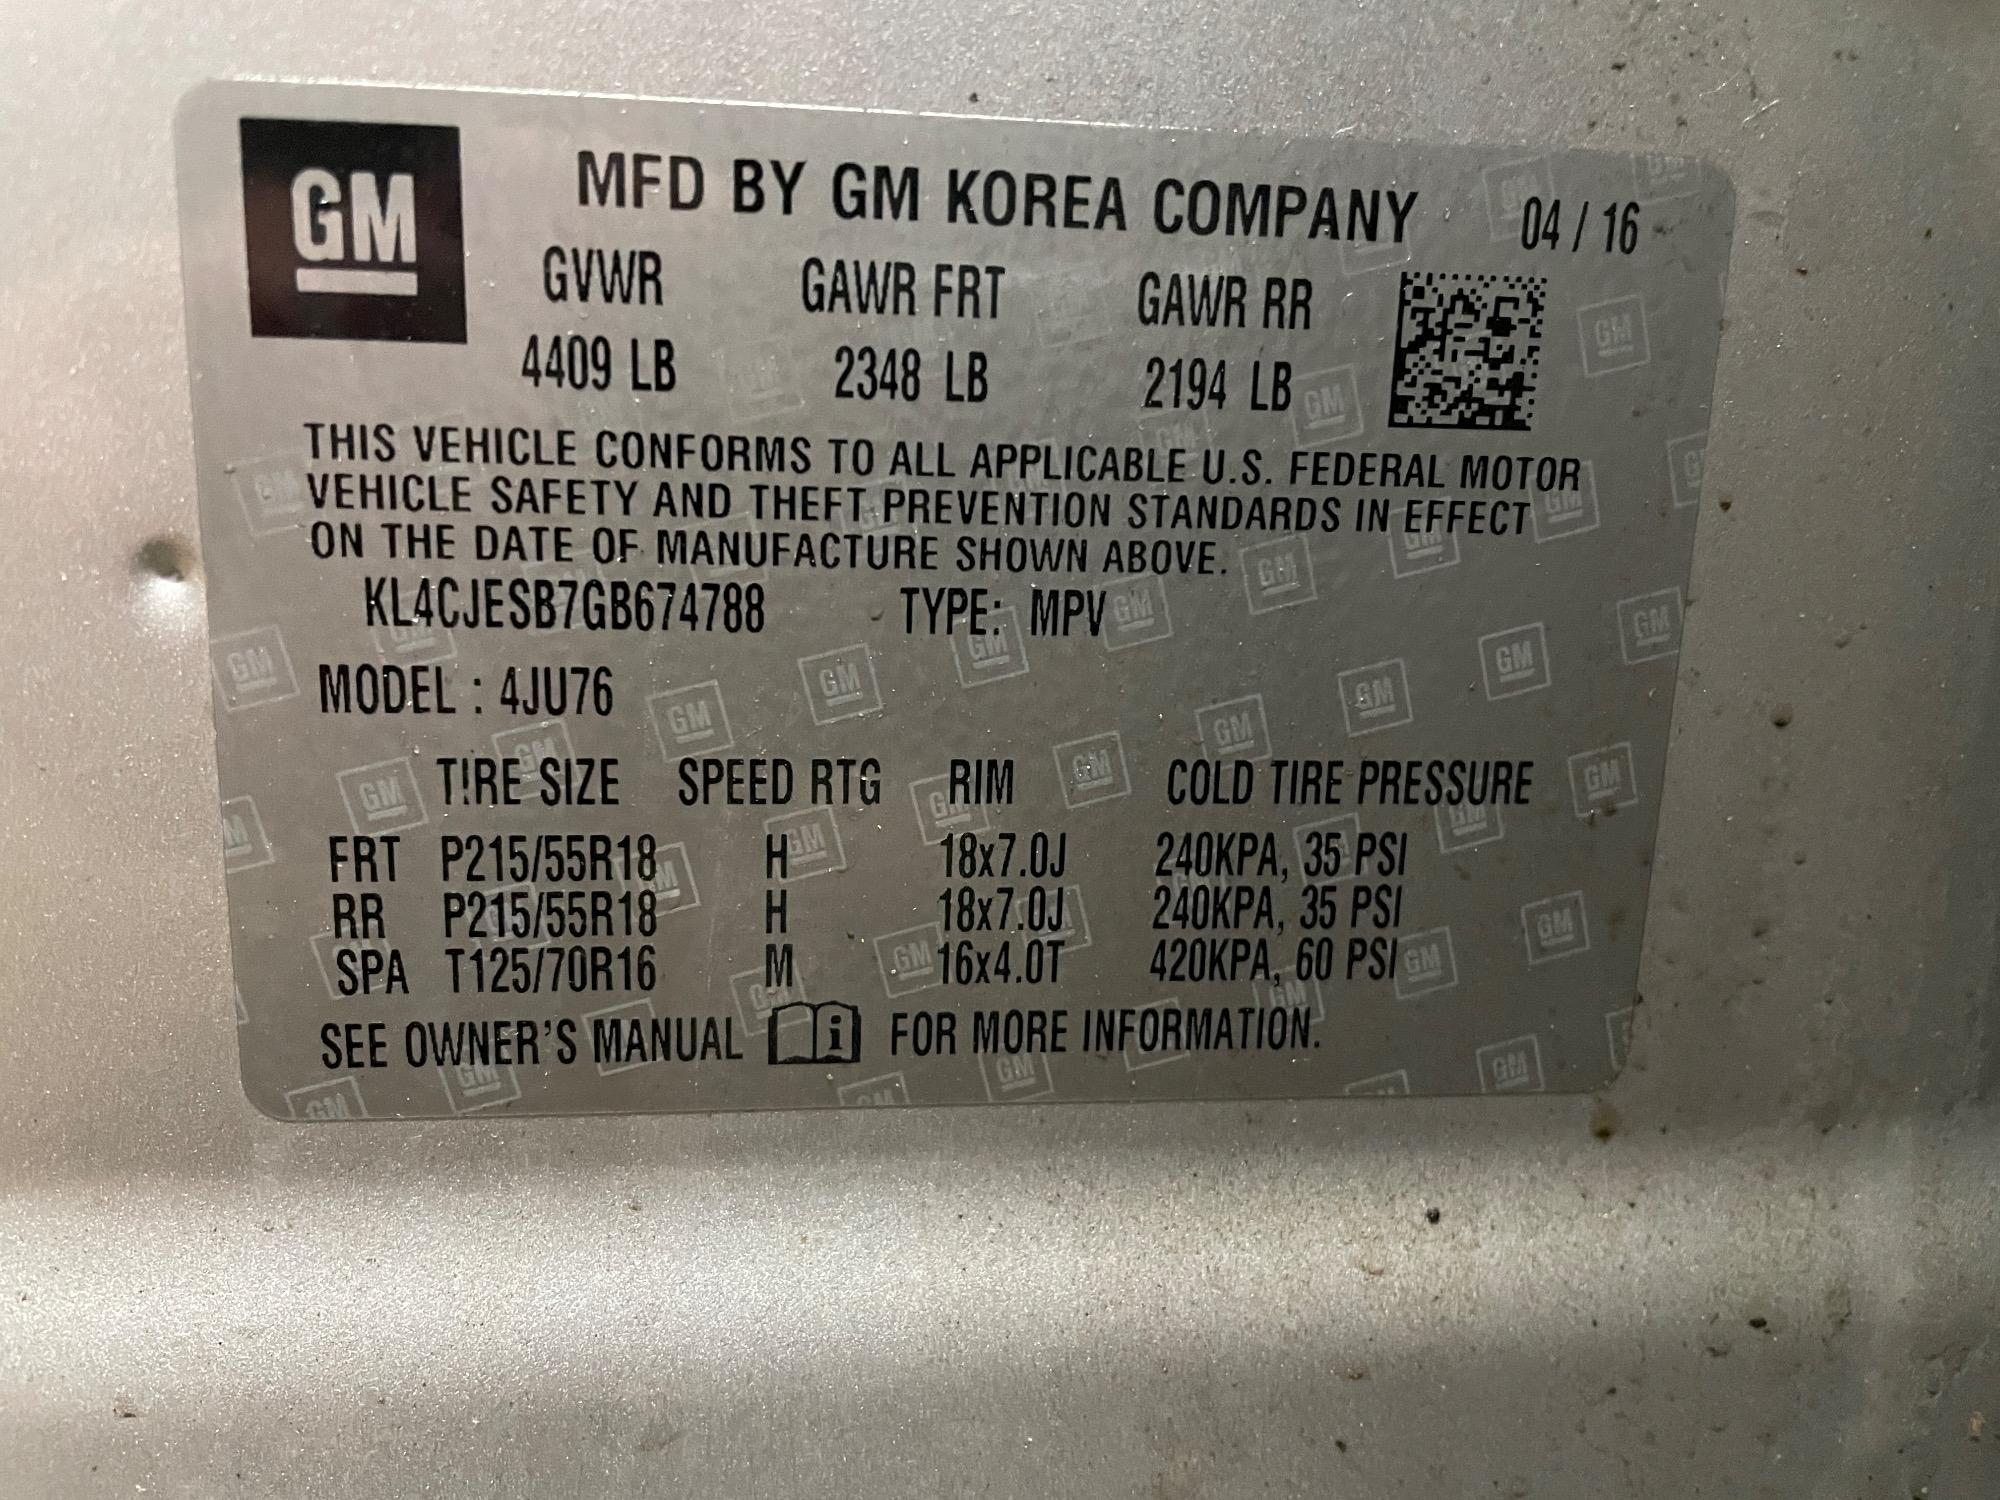 GM
MFD BY GM KOREA COMPANY 04 / 16
GVWR GAWR FRT GAWR RR
4409 LB 2348 LB 2194 LB
THIS VEHICLE CONFORMS TO ALL APPLICABLE U.S. FEDERAL MOTOR
VEHICLE SAFETY AND THEFT PREVENTION STANDARDS IN EFFECT
ON THE DATE OF MANUFACTURE SHOWN ABOVE.
KL4CJESB7GB674788 TYPE: MPV
MODEL : 4JU76
TIRE SIZE SPEED RTG RIM COLD TIRE PRESSURE
FRT P215/55R18 H 18x7.0J 240KPA, 35 PSI
RR P215/55R18 H 18x7.0J 240KPA, 35 PSI
SPA T125/70R16 M 16x4.0T 420KPA, 60 PSI
SEE OWNER'S MANUAL i FOR MORE INFORMATION.